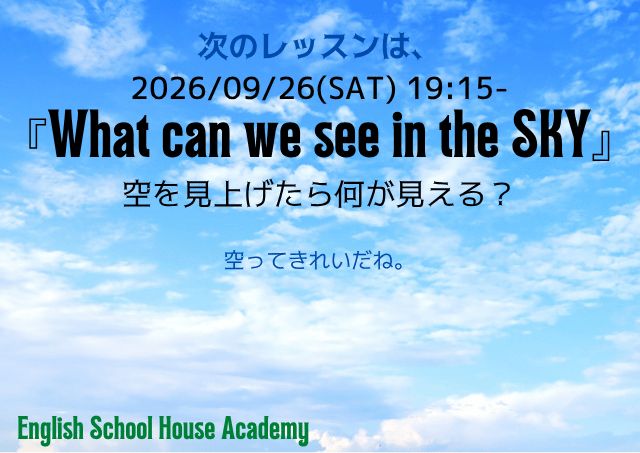 次のレッスンは、
2026/09/26(SAT) 19:15-
『What can we see in the SKY』
空を見上げたら何が見える？
空ってきれいだね。
English School House Academy